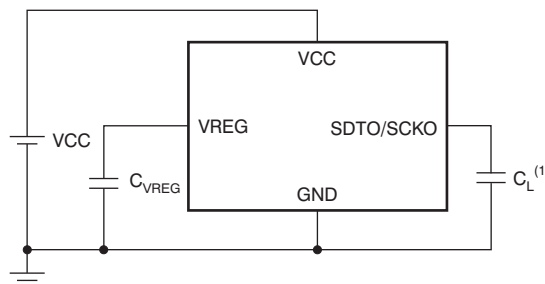 VCC
VCC
VREG
SDTO/SCKO
C_VREG
C_L^(1
GND